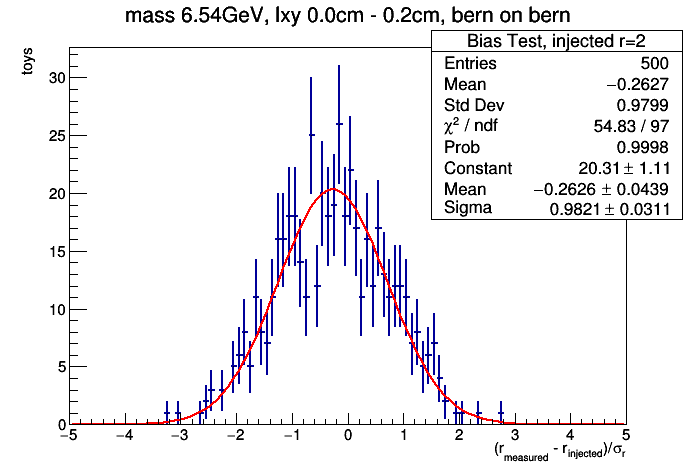 mass 6.54GeV, lxy 0.0cm - 0.2cm, bern on bern
Bias Test, injected r=2
Entries 500
Mean −0.2627
Std Dev 0.9799
χ² / ndf 54.83 / 97
Prob 0.9998
Constant 20.31 ± 1.11
Mean −0.2626 ± 0.0439
Sigma 0.9821 ± 0.0311
toys
30
25
20
15
10
5
0
−5 −4 −3 −2 −1 0 1 2 3 4 5
(r_measured - r_injected)/σ_r